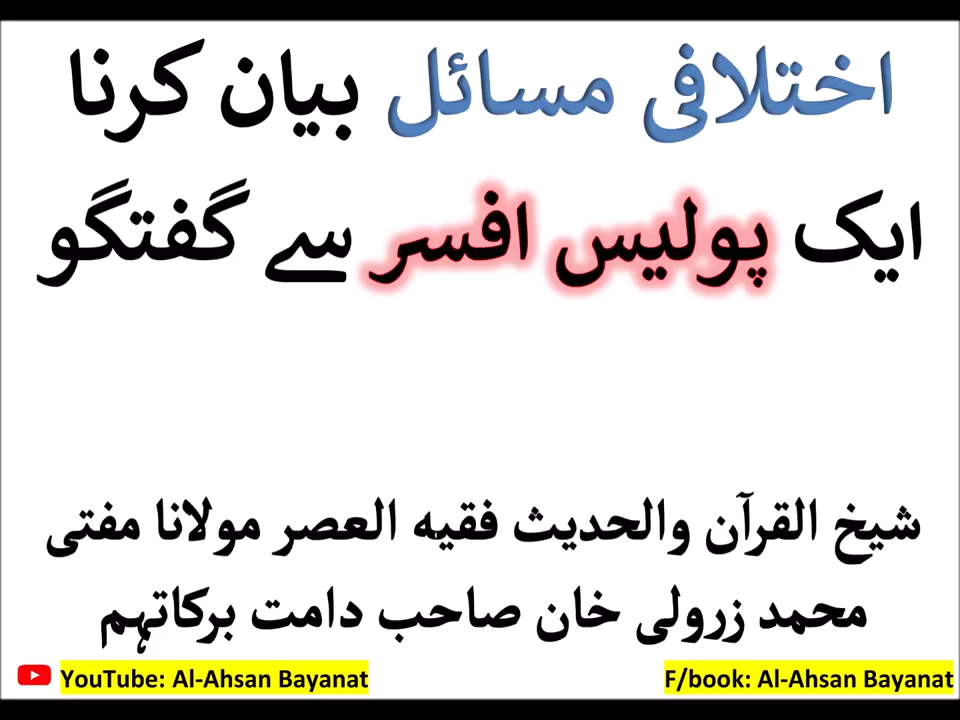 اختلافی مسائل بیان کرنا
ایک پولیس افسر سے گفتگو
شیخ القرآن والحدیث فقیه العصر مولانا مفتی
محمد زرولی خان صاحب دامت برکاتہم
YouTube: Al-Ahsan Bayanat
F/book: Al-Ahsan Bayanat